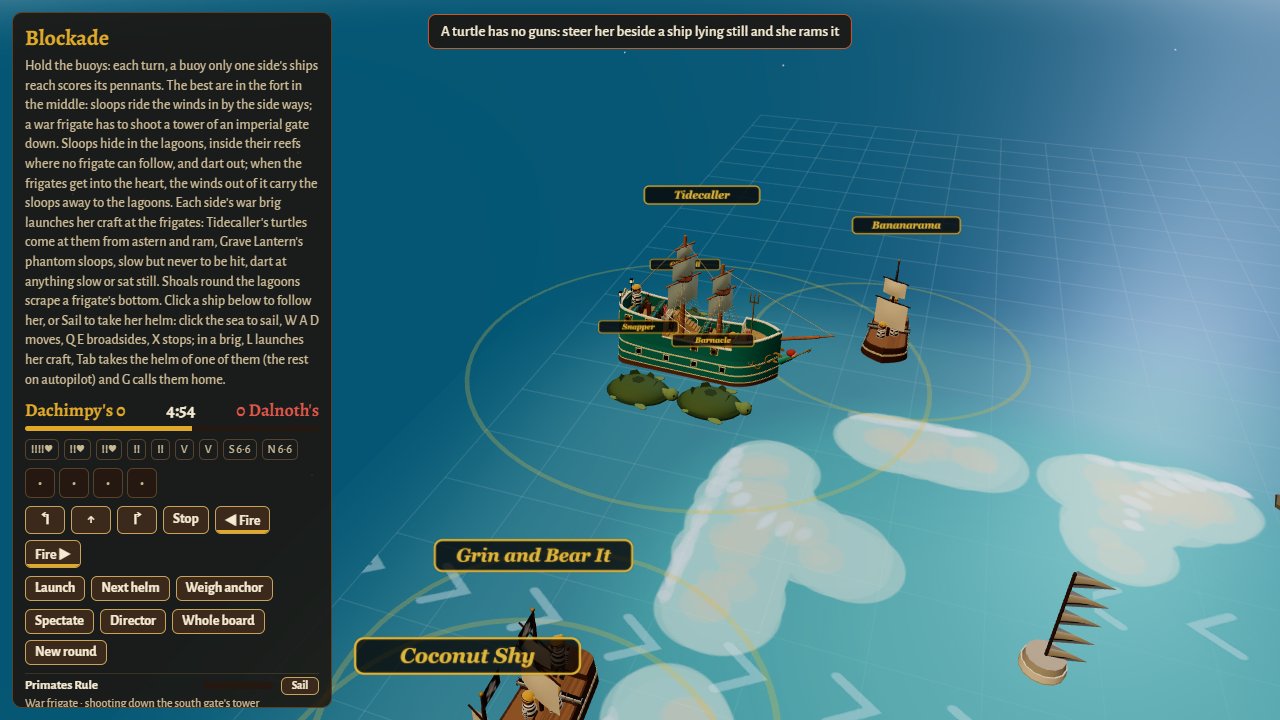 Blockade
Hold the buoys: each turn, a buoy only one side's ships
reach scores its pennants. The best are in the fort in
the middle: sloops ride the winds in by the side ways;
a war frigate has to shoot a tower of an imperial gate
down. Sloops hide in the lagoons, inside their reefs
where no frigate can follow, and dart out; when the
frigates get into the heart, the winds out of it carry the
sloops away to the lagoons. Each side's war brig
launches her craft at the frigates: Tidecaller's turtles
come at them from astern and ram, Grave Lantern's
phantom sloops, slow but never to be hit, dart at
anything slow or sat still. Shoals round the lagoons
scrape a frigate's bottom. Click a ship below to follow
her, or Sail to take her helm: click the sea to sail, W A D
moves, Q E broadsides, X stops; in a brig, L launches
her craft, Tab takes the helm of one of them (the rest
on autopilot) and G calls them home.
Dachimpy's 0 4:54 0 Dalnoth's
IIII♥ II♥ II♥ II II V V S 6·6 N 6·6
• • • •
↰ ↑ ↱ Stop ◀ Fire
Fire ▶
Launch Next helm Weigh anchor
Spectate Director Whole board
New round
Primates Rule Sail
War frigate · shooting down the south gate's tower
A turtle has no guns: steer her beside a ship lying still and she rams it
Tidecaller
Bananarama
Snapper
Barnacle
Grin and Bear It
Coconut Shy